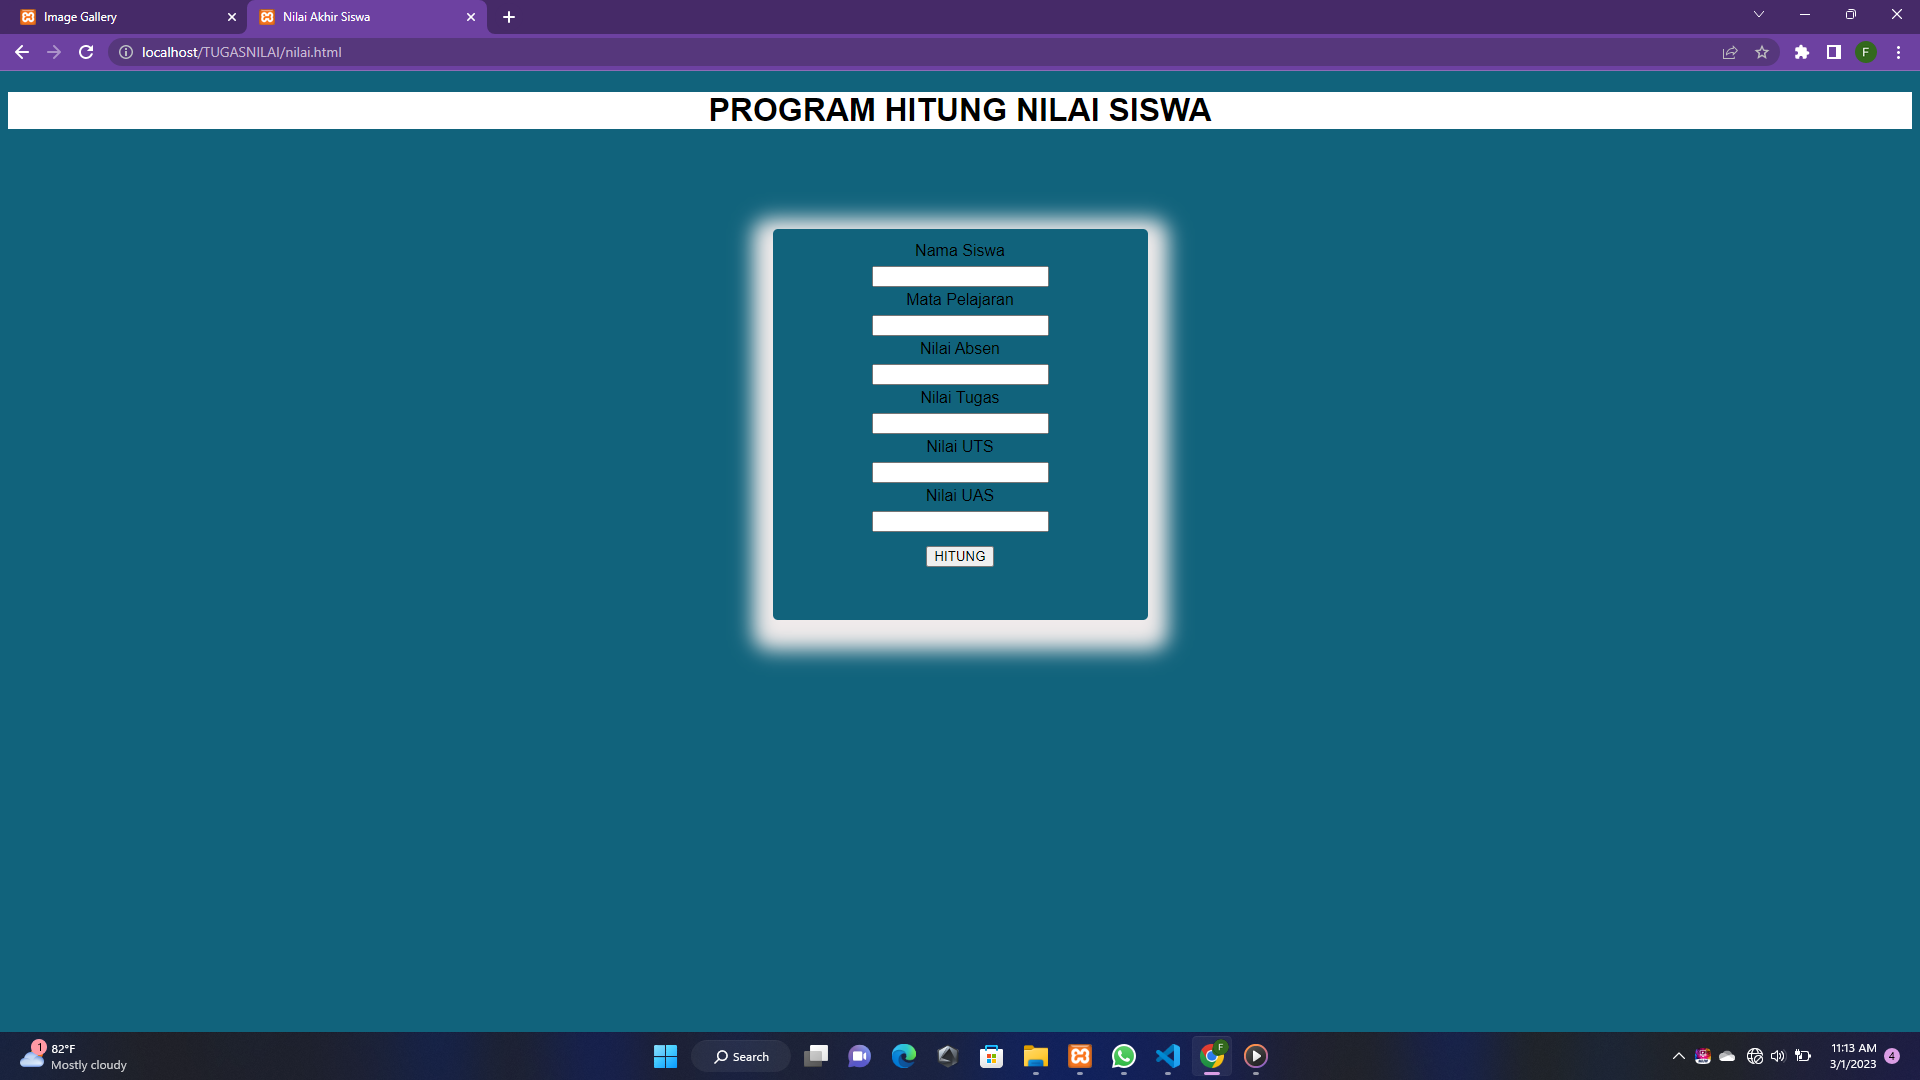 Image Gallery
Nilai Akhir Siswa
localhost/TUGASNILAI/nilai.html
F
PROGRAM HITUNG NILAI SISWA
Nama Siswa
Mata Pelajaran
Nilai Absen
Nilai Tugas
Nilai UTS
Nilai UAS
HITUNG
1
82°F
Mostly cloudy
Search
F
11:13 AM
3/1/2023
4